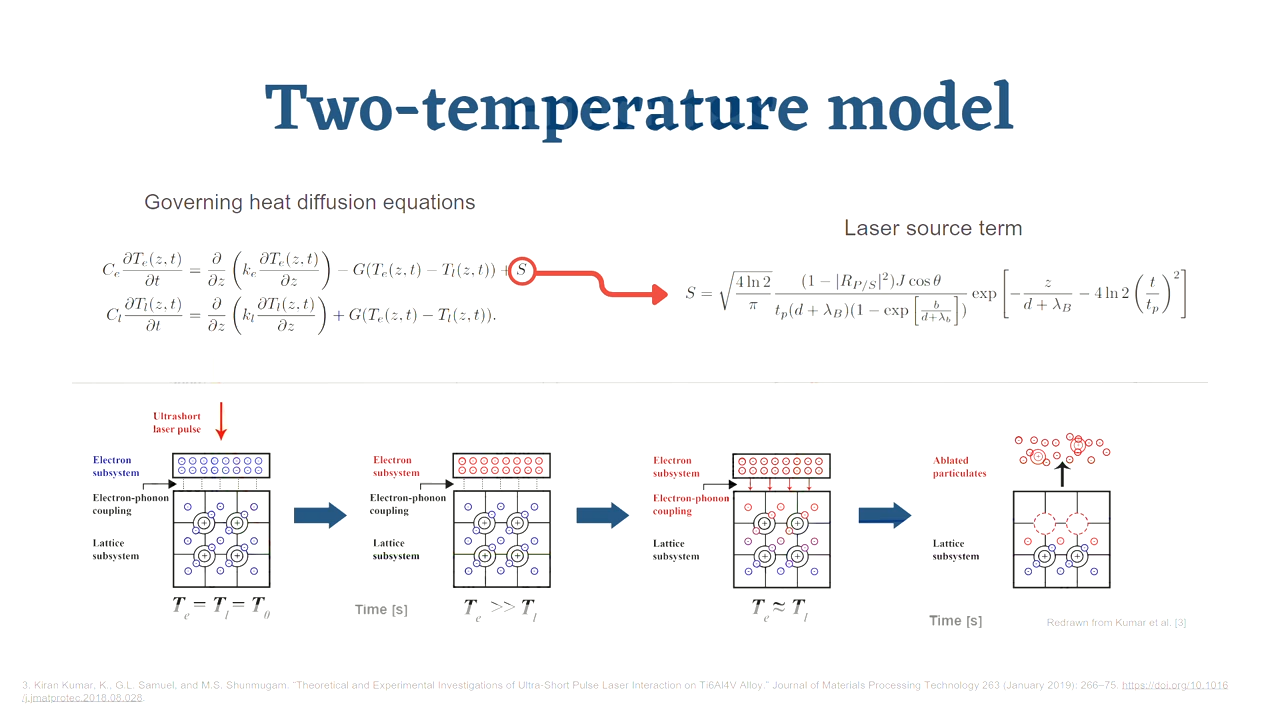 Two-temperature model
Governing heat diffusion equations
Laser source term
C_e ∂T_e(z,t)/∂t = ∂/∂z (k_e ∂T_e(z,t)/∂z) − G(T_e(z,t) − T_l(z,t)) + S
C_l ∂T_l(z,t)/∂t = ∂/∂z (k_l ∂T_l(z,t)/∂z) + G(T_e(z,t) − T_l(z,t)).
S = √(4 ln 2/π) (1 − |R_{P/S}|²)J cos θ / t_p(d + λ_B)(1 − exp[b/(d+λ_b)]) exp[−z/(d + λ_B) − 4 ln 2 (t/t_p)²]
Ultrashort
laser pulse
Electron
subsystem
Electron-phonon
coupling
Lattice
subsystem
T_e = T_l = T_0
Time [s]
Electron
subsystem
Electron-phonon
coupling
Lattice
subsystem
T_e >> T_l
Electron
subsystem
Electron-phonon
coupling
Lattice
subsystem
T_e ≈ T_l
Ablated
particulates
Lattice
subsystem
Time [s]
Redrawn from Kumar et al. [3]
3. Kiran Kumar, K., G.L. Samuel, and M.S. Shunmugam. "Theoretical and Experimental Investigations of Ultra-Short Pulse Laser Interaction on Ti6Al4V Alloy." Journal of Materials Processing Technology 263 (January 2019): 266–75. https://doi.org/10.1016
/j.jmatprotec.2018.08.028.